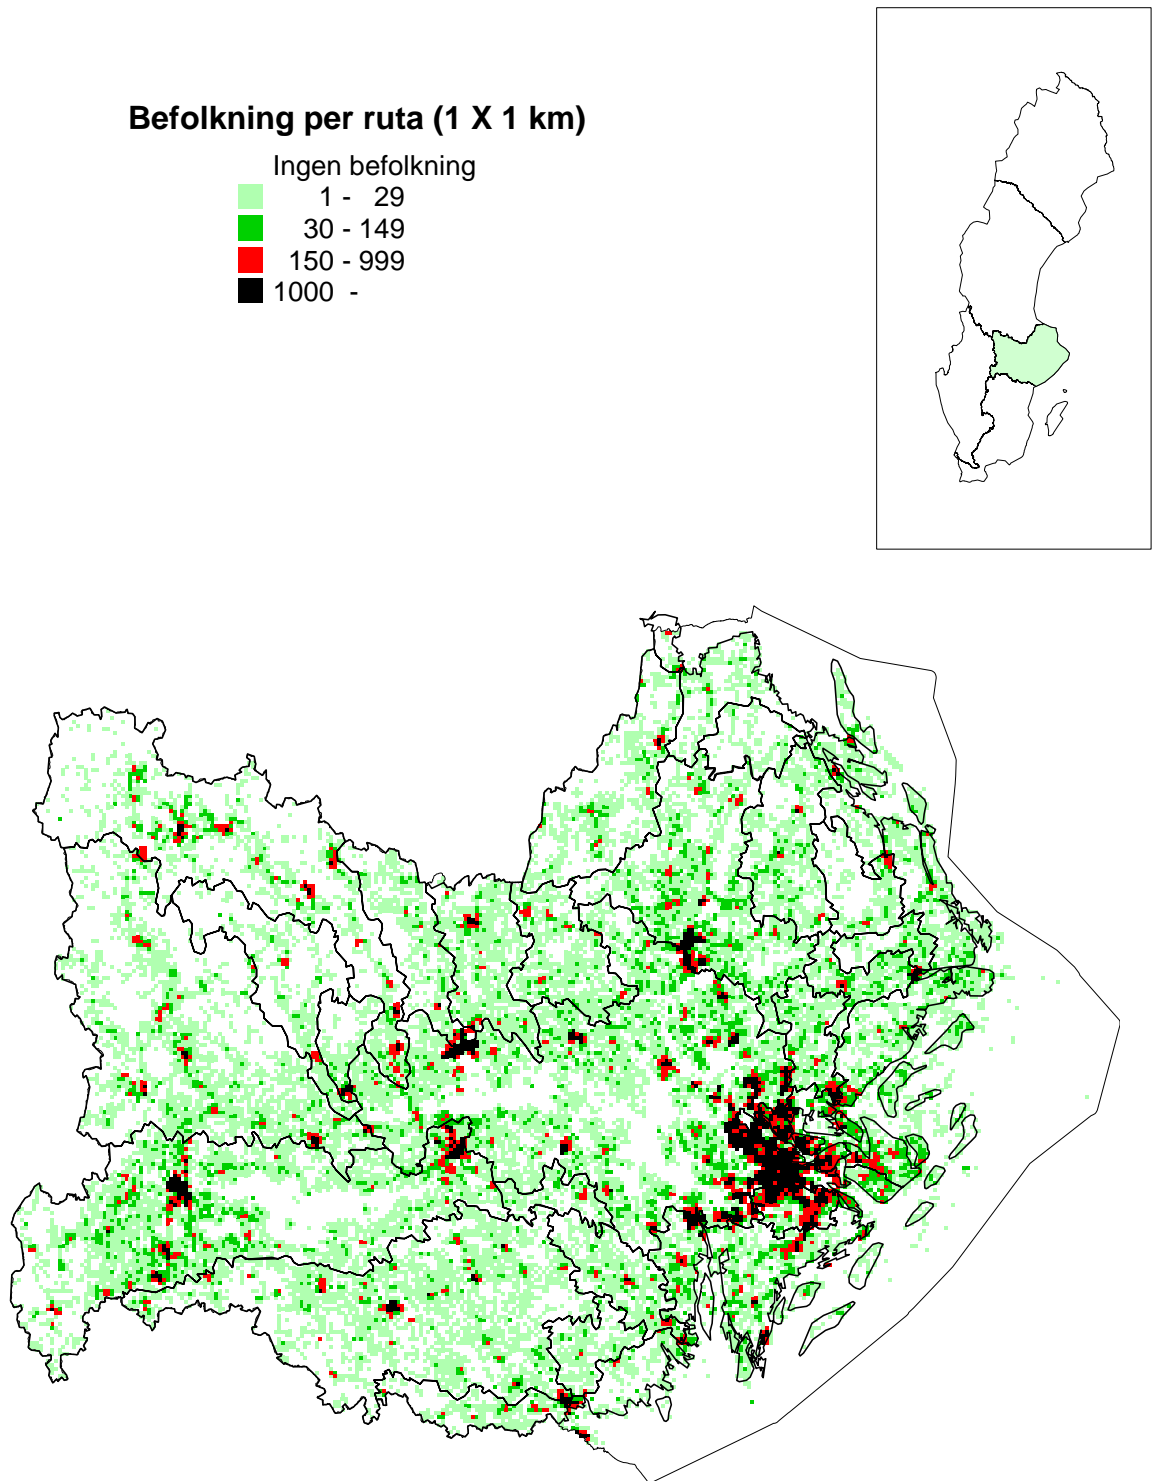 Befolkning per ruta (1 X 1 km)
Ingen befolkning
1 - 29
30 - 149
150 - 999
1000 -